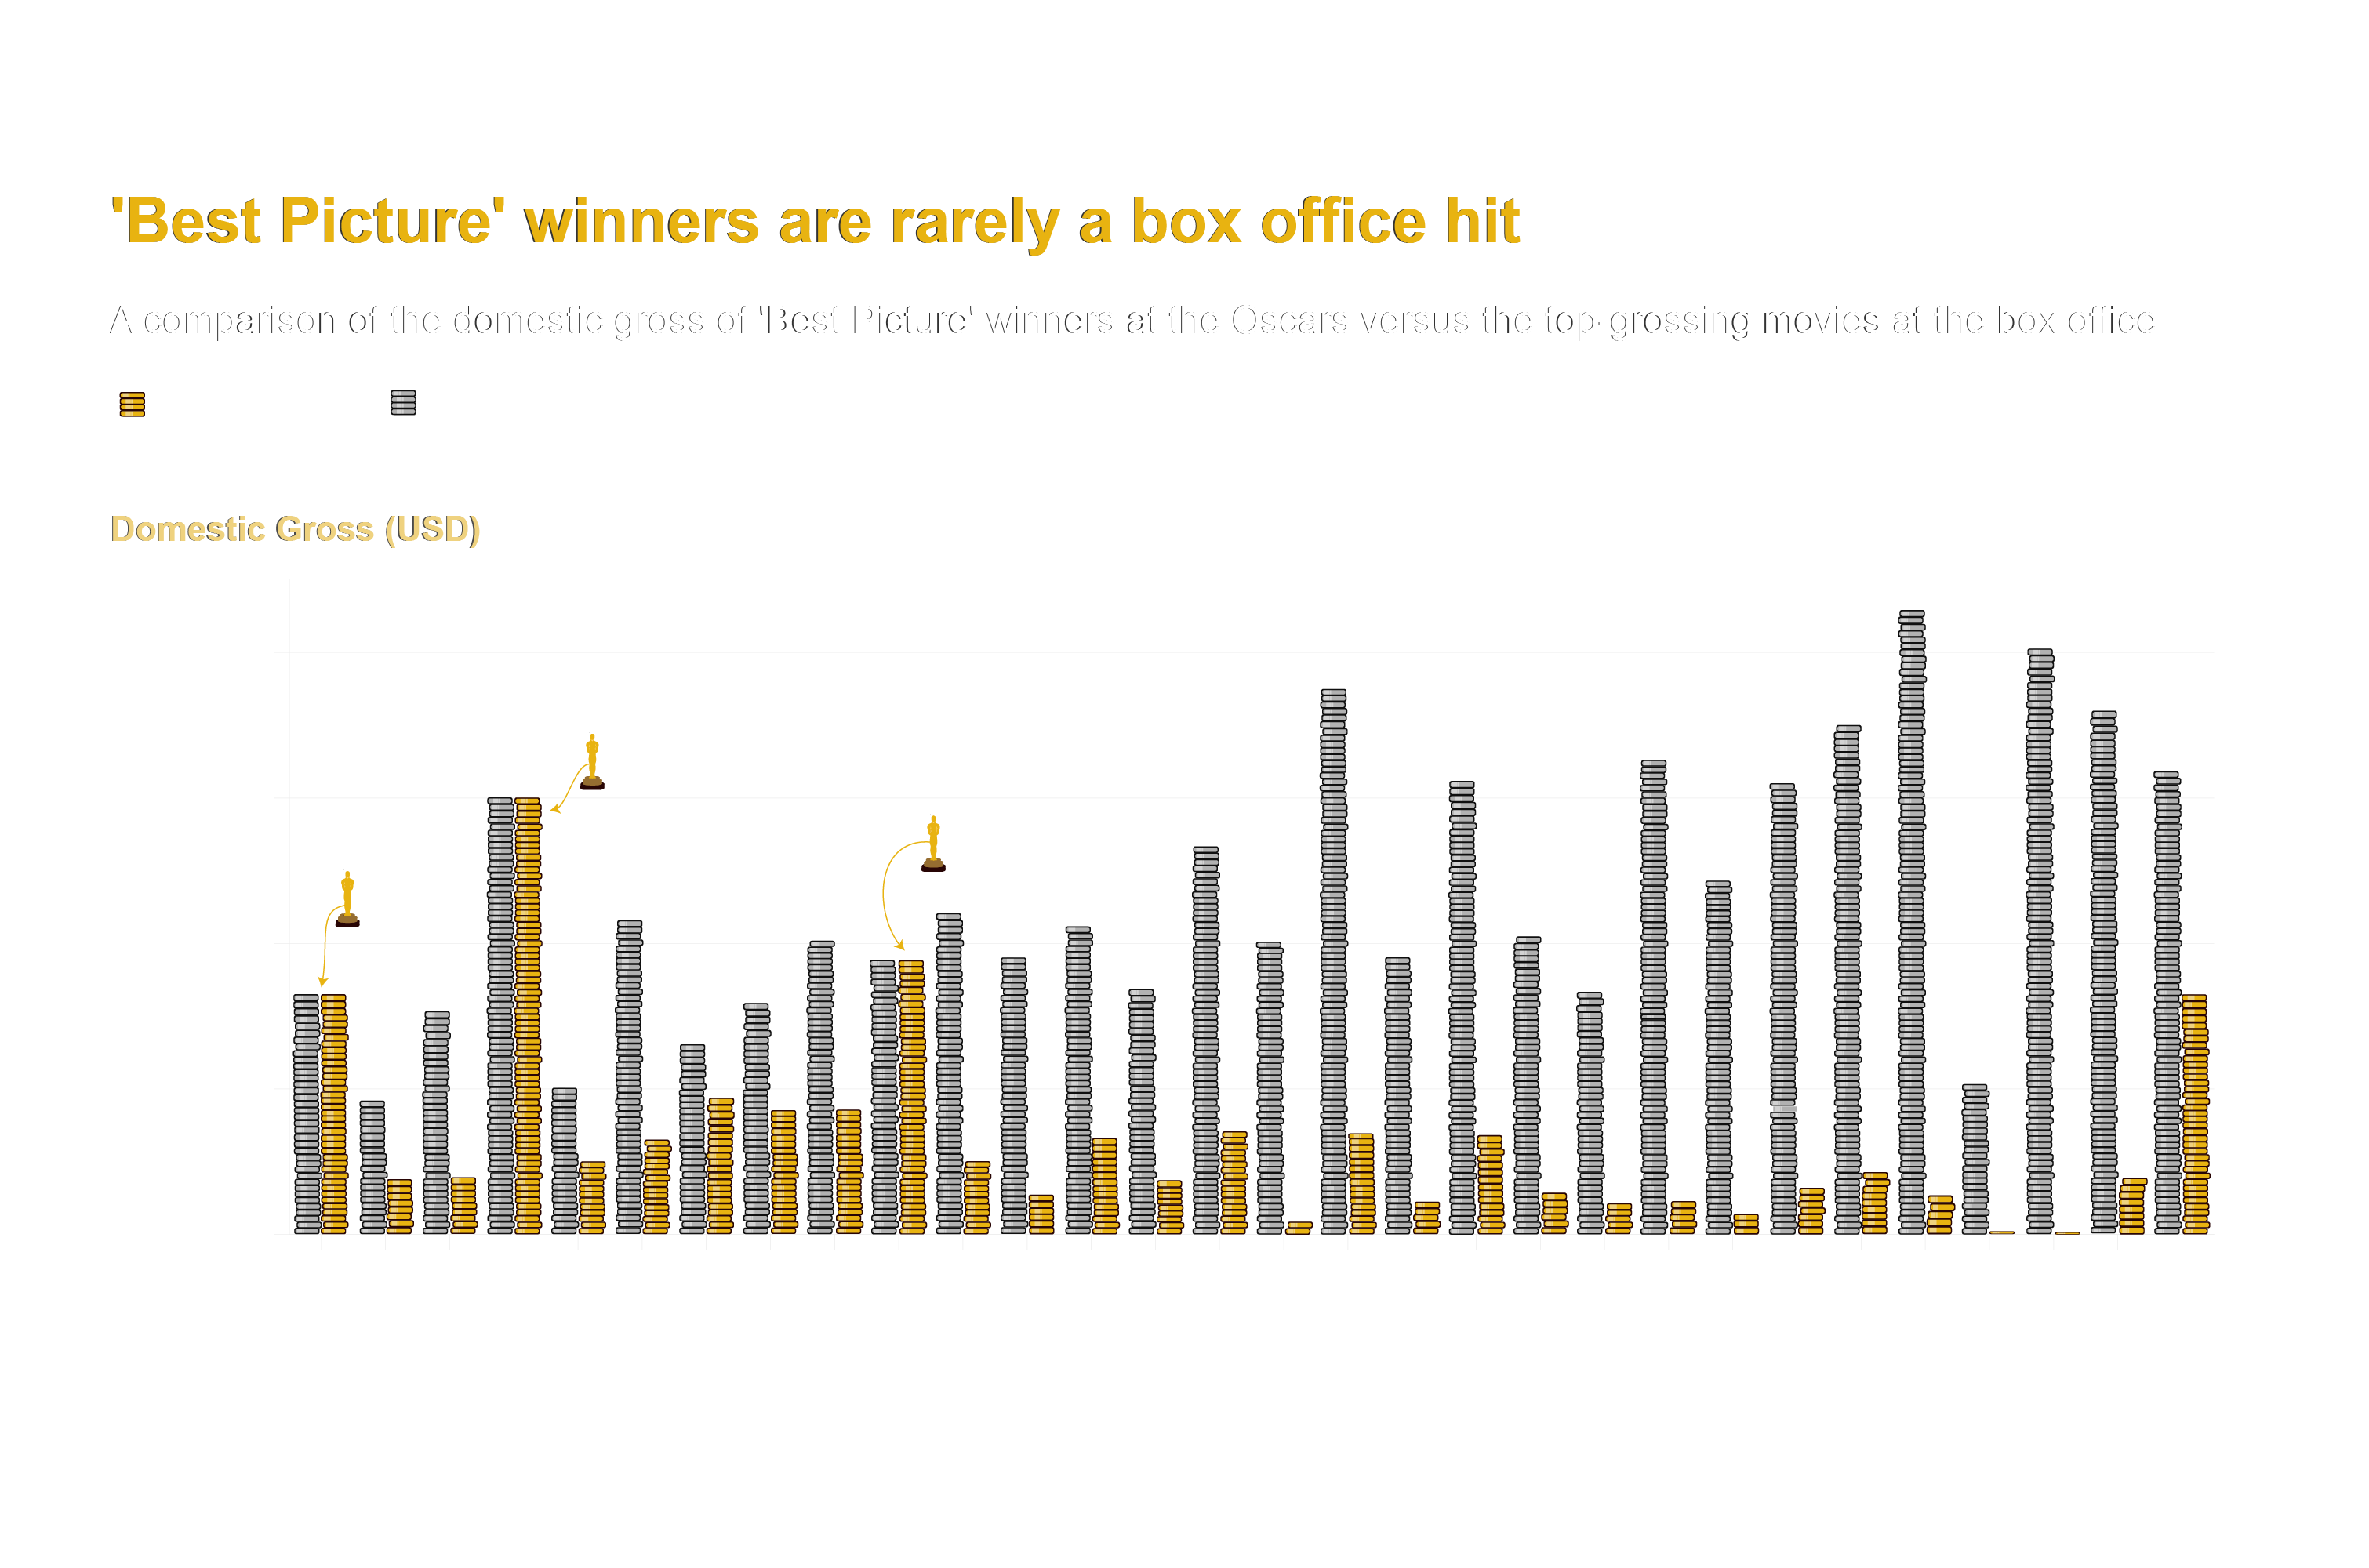 'Best Picture' winners are rarely a box office hit
A comparison of the domestic gross of 'Best Picture' winners at the Oscars versus the top-grossing movies at the box office
Domestic Gross (USD)